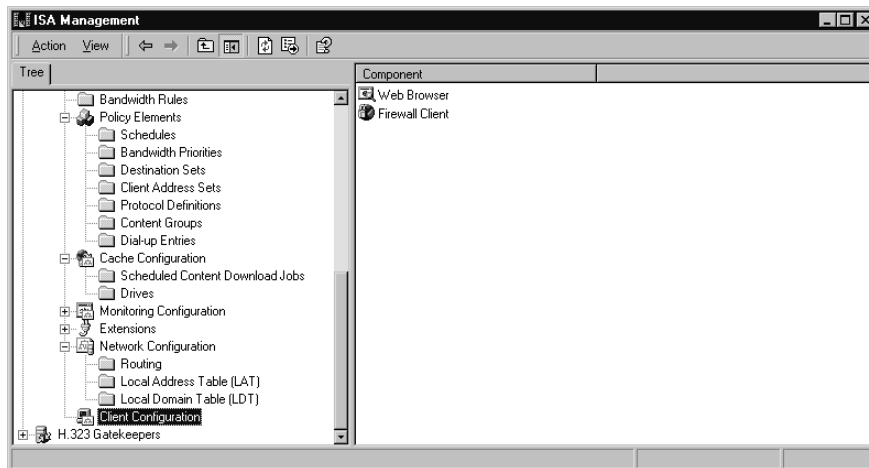 ISA Management
Action View
Tree
Component
Bandwidth Rules
Policy Elements
Schedules
Bandwidth Priorities
Destination Sets
Client Address Sets
Protocol Definitions
Content Groups
Dial-up Entries
Cache Configuration
Scheduled Content Download Jobs
Drives
Monitoring Configuration
Extensions
Network Configuration
Routing
Local Address Table (LAT)
Local Domain Table (LDT)
Client Configuration
H.323 Gatekeepers
Web Browser
Firewall Client